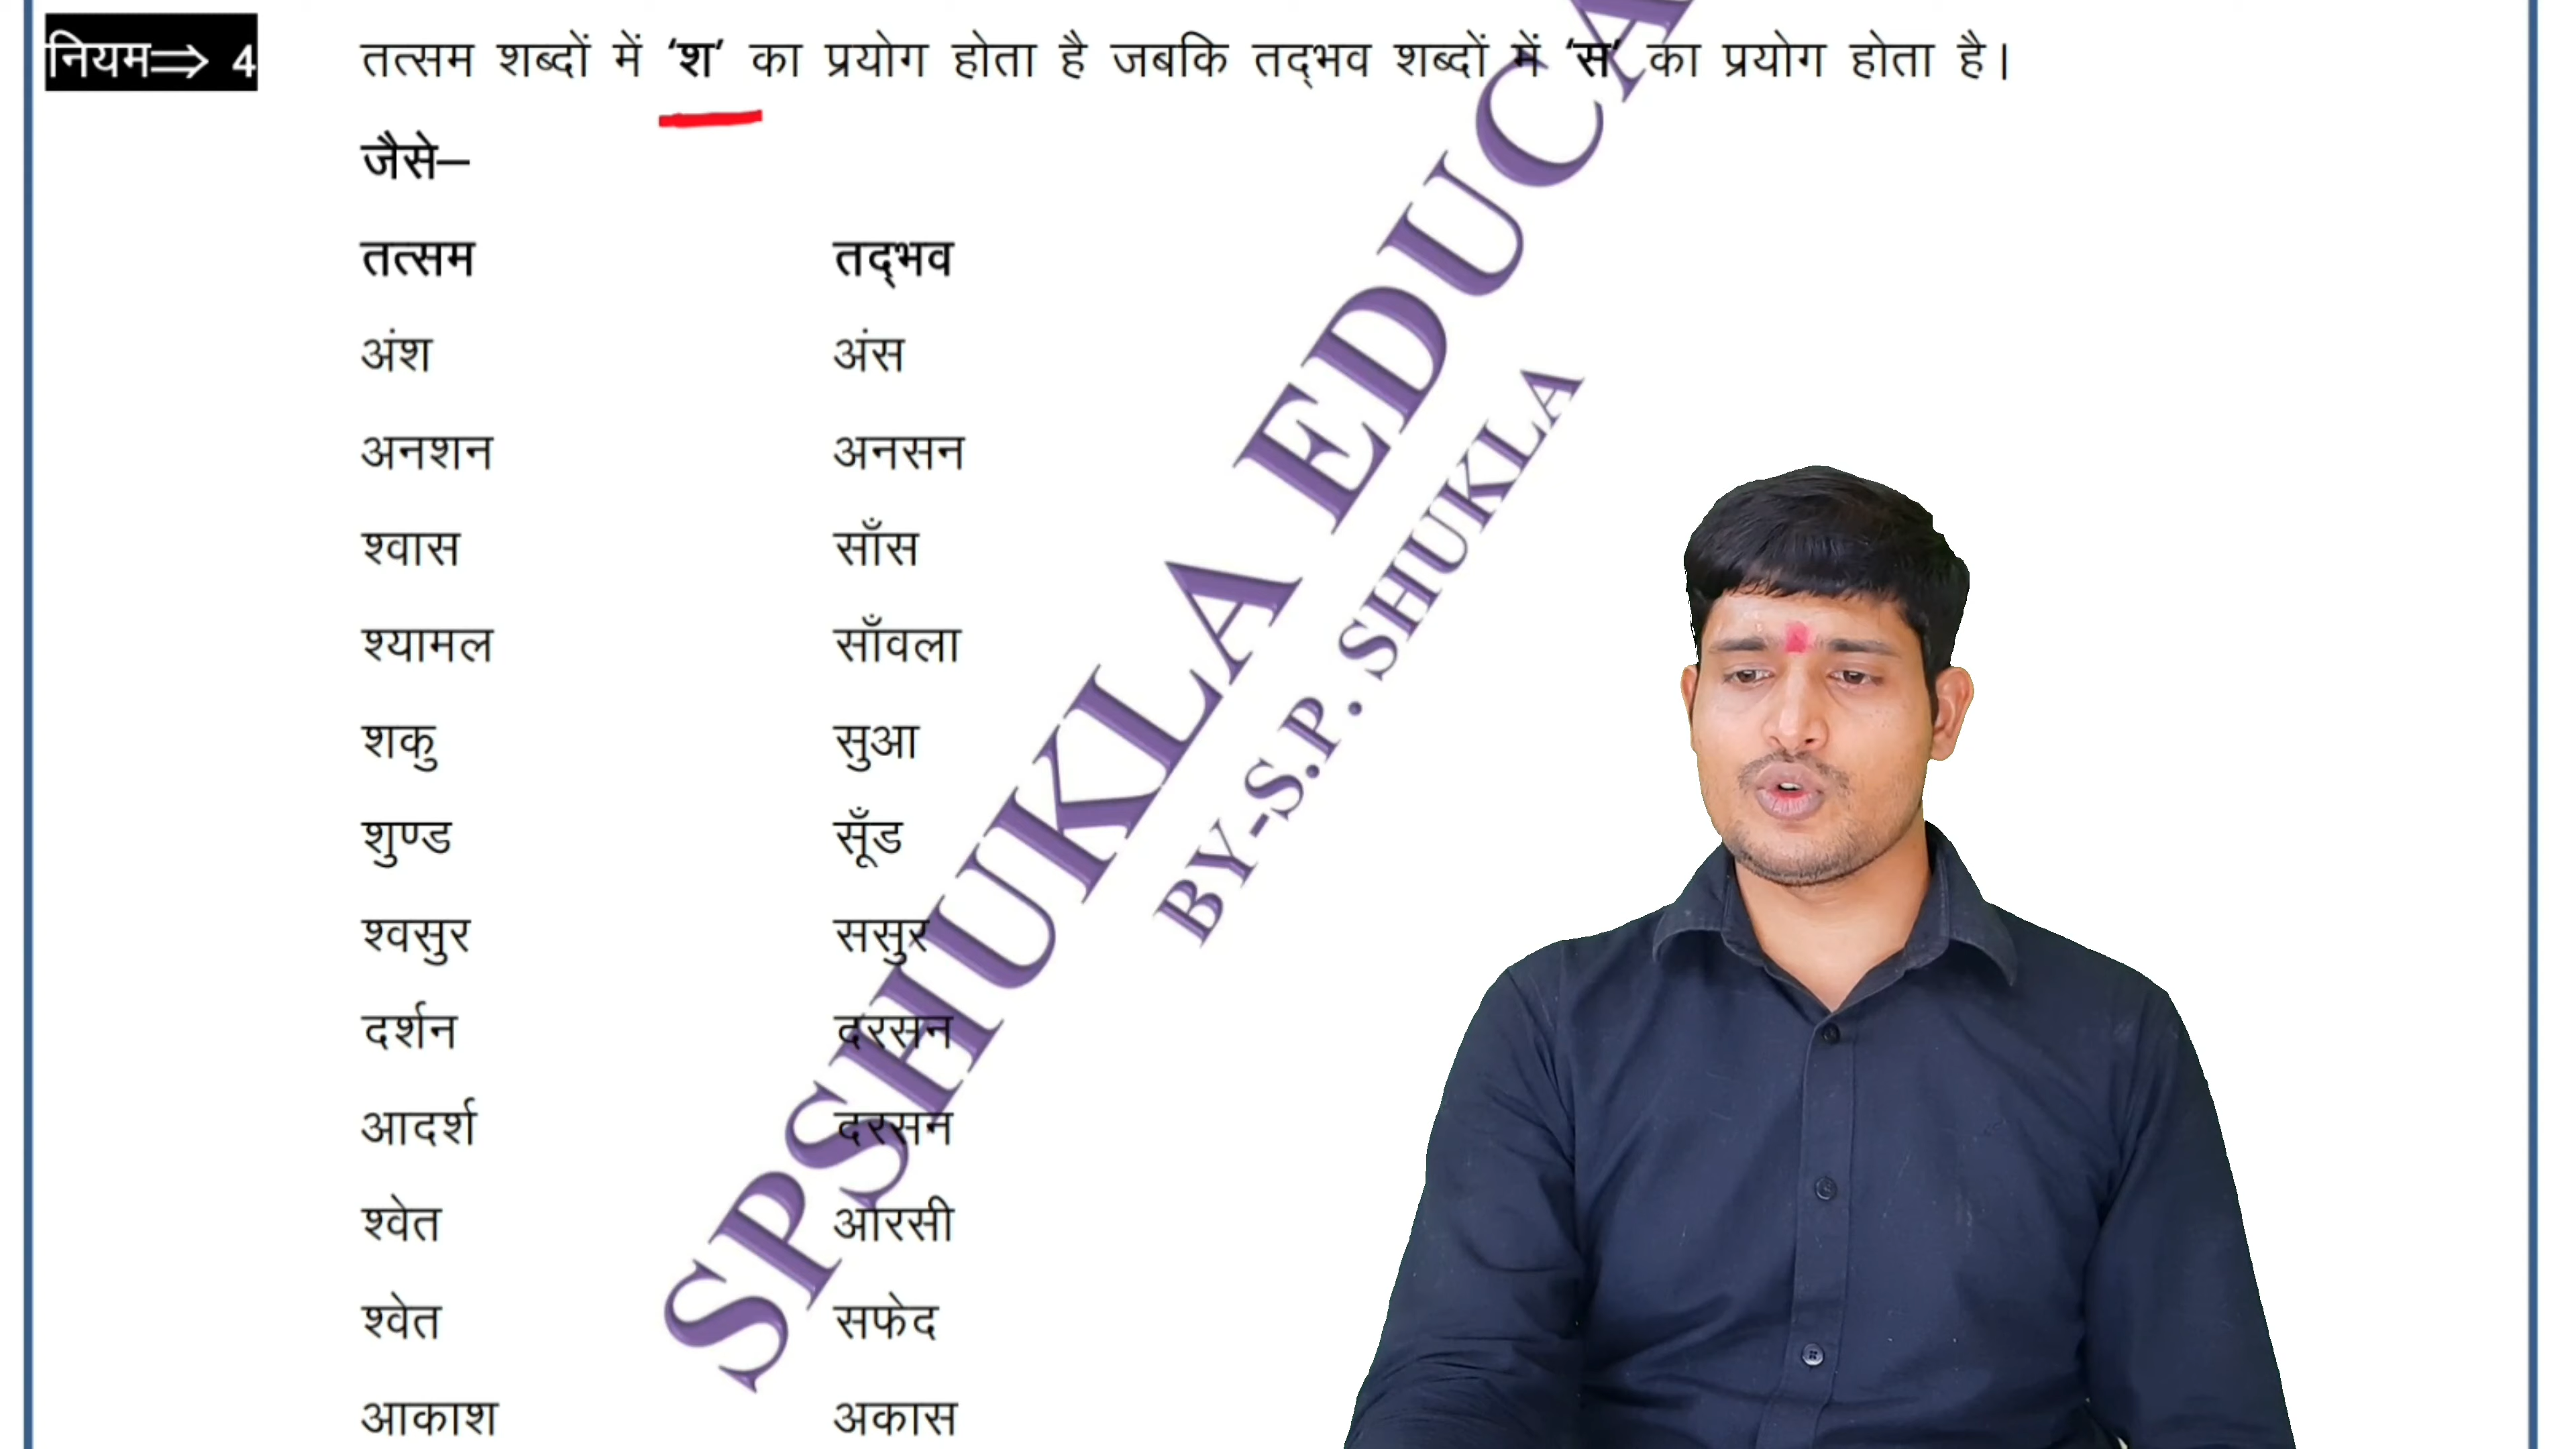 नियम⇒ 4 तत्सम शब्दों में ‘श’ का प्रयोग होता है जबकि तद्भव शब्दों में ‘स’ का प्रयोग होता है।
जैसे–
तत्सम तद्भव
अंश अंस
अनशन अनसन
श्वास साँस
श्यामल साँवला
शकु सुआ
शुण्ड सूँड
श्वसुर ससुर
दर्शन दरसन
आदर्श दरसन
श्वेत आरसी
श्वेत सफेद
आकाश अकास
SPSHUKLA EDUCA
BY-S.P. SHUKLA